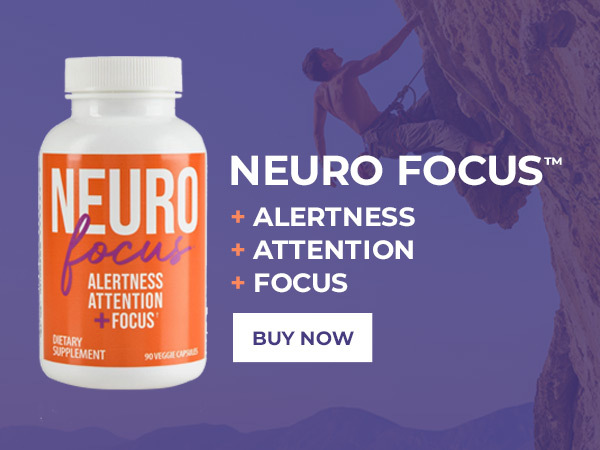 NEURO
focus
ALERTNESS
ATTENTION
+FOCUS†
DIETARY
SUPPLEMENT
90 VEGGIE CAPSULES
NEURO FOCUS™
+ ALERTNESS
+ ATTENTION
+ FOCUS
BUY NOW